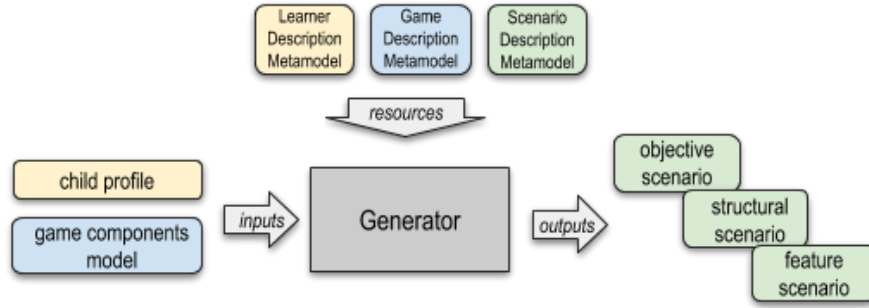 Learner
Description
Metamodel
Game
Description
Metamodel
Scenario
Description
Metamodel
resources
child profile
game components
model
inputs
Generator
outputs
objective
scenario
structural
scenario
feature
scenario